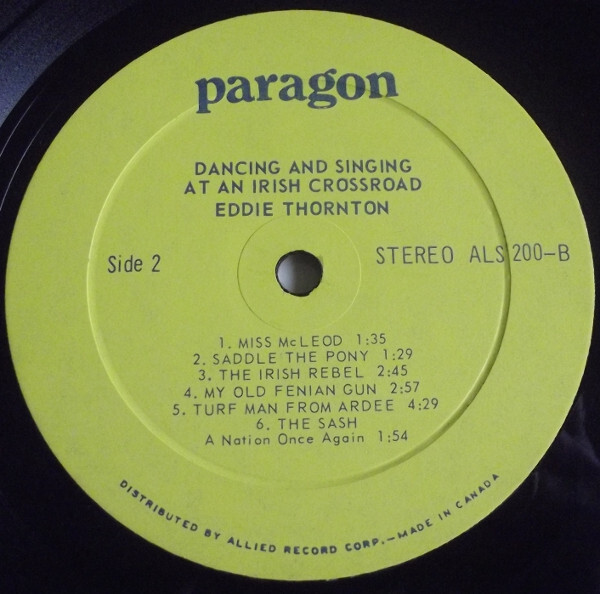 paragon
DANCING AND SINGING
AT AN IRISH CROSSROAD
EDDIE THORNTON
Side 2
STEREO ALS 200-B
1. MISS McLEOD 1:35
2. SADDLE THE PONY 1:29
3. THE IRISH REBEL 2:45
4. MY OLD FENIAN GUN 2:57
5. TURF MAN FROM ARDEE 4:29
6. THE SASH
A Nation Once Again 1:54
DISTRIBUTED BY ALLIED RECORD CORP.—MADE IN CANADA